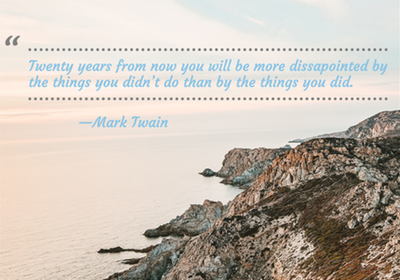 “
Twenty years from now you will be more dissapointed by
the things you didn't do than by the things you did.
—Mark Twain